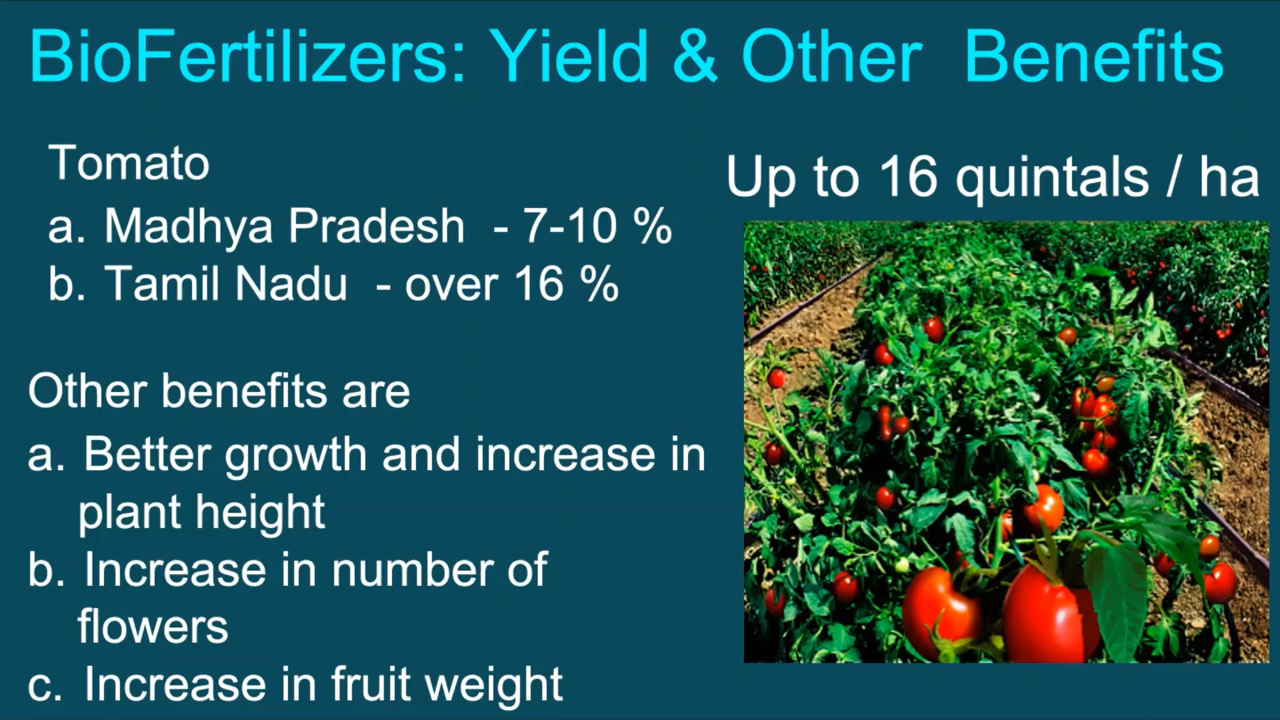 BioFertilizers: Yield & Other Benefits
Tomato
a. Madhya Pradesh - 7-10 %
b. Tamil Nadu - over 16 %
Up to 16 quintals / ha
Other benefits are
a. Better growth and increase in
plant height
b. Increase in number of
flowers
c. Increase in fruit weight